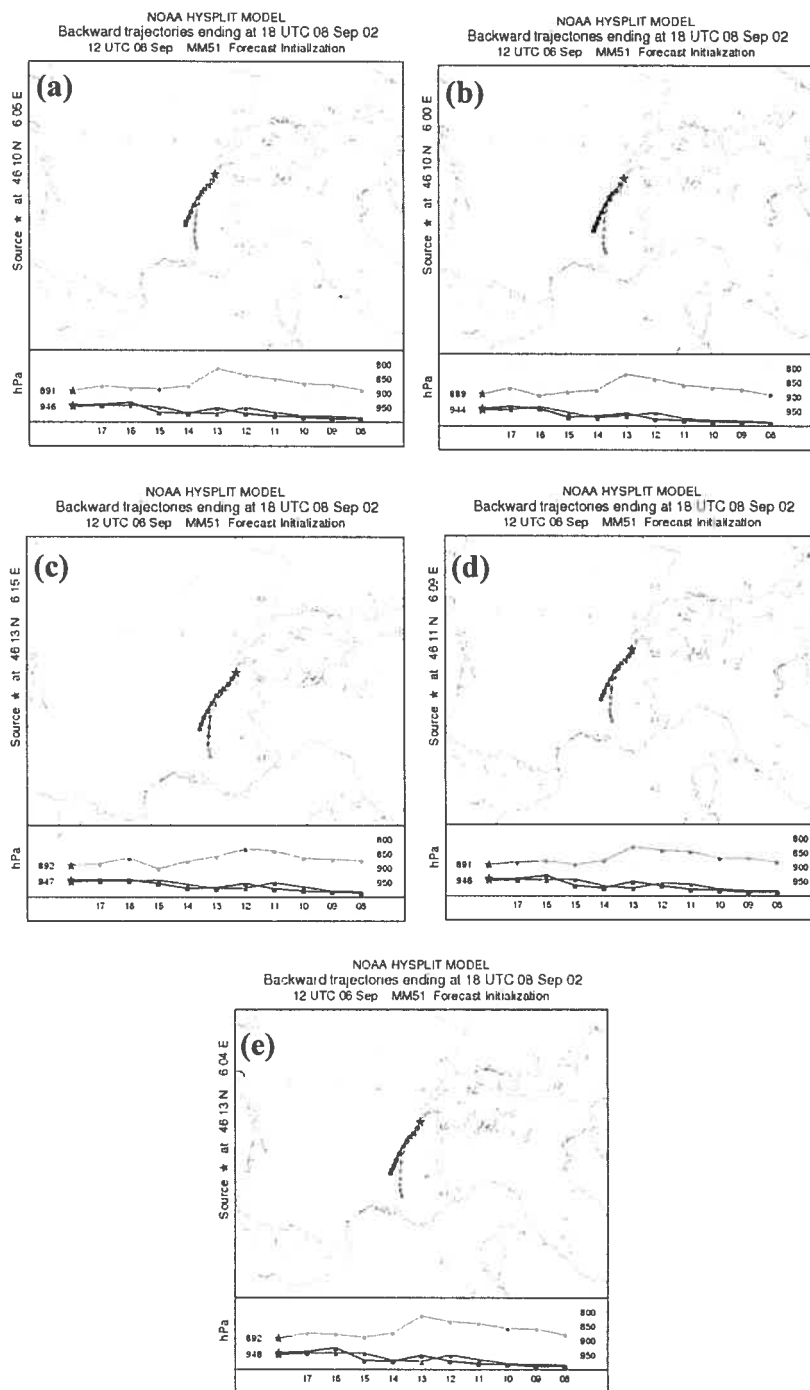 NOAA HYSPLIT MODEL
Backward trajectories ending at 18 UTC 08 Sep 02
12 UTC 06 Sep MM51 Forecast Initialization
(a)
Source ★ at 46.10 N 6.05 E
hPa
891
946
800
850
900
950
17 16 15 14 13 12 11 10 09 08
NOAA HYSPLIT MODEL
Backward trajectories ending at 18 UTC 08 Sep 02
12 UTC 06 Sep MM51 Forecast Initialization
(b)
Source ★ at 46.10 N 6.00 E
hPa
889
944
800
850
900
950
17 16 15 14 13 12 11 10 09 08
NOAA HYSPLIT MODEL
Backward trajectories ending at 18 UTC 08 Sep 02
12 UTC 06 Sep MM51 Forecast Initialization
(c)
Source ★ at 46.13 N 6.15 E
hPa
892
947
800
850
900
950
17 16 15 14 13 12 11 10 09 08
NOAA HYSPLIT MODEL
Backward trajectories ending at 18 UTC 08 Sep 02
12 UTC 06 Sep MM51 Forecast Initialization
(d)
Source ★ at 46.11 N 6.09 E
hPa
891
946
800
850
900
950
17 16 15 14 13 12 11 10 09 08
NOAA HYSPLIT MODEL
Backward trajectories ending at 18 UTC 08 Sep 02
12 UTC 06 Sep MM51 Forecast Initialization
(e)
Source ★ at 46.13 N 6.04 E
hPa
892
948
800
850
900
950
17 16 15 14 13 12 11 10 09 08